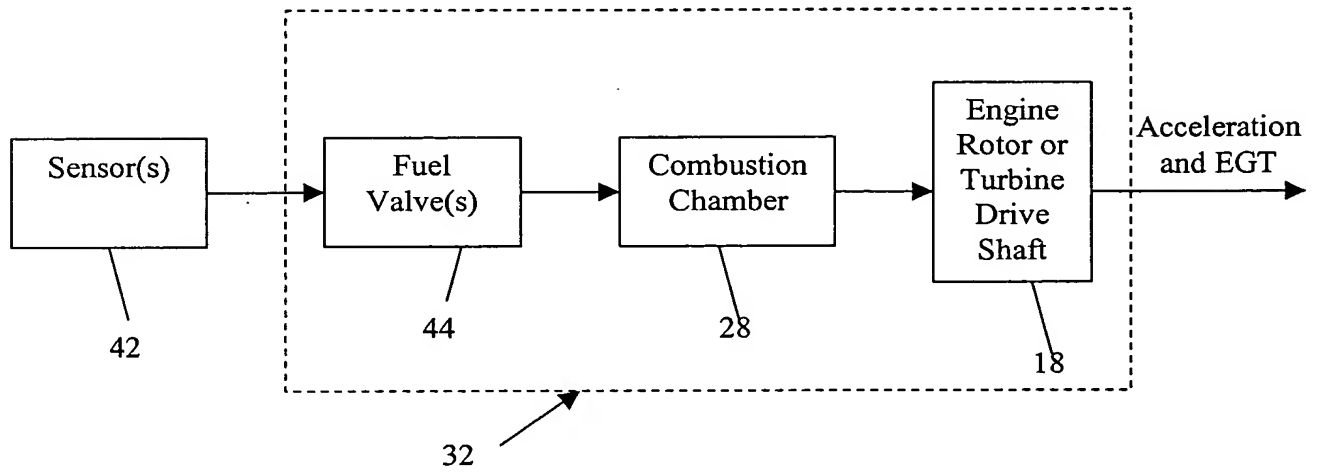 Sensor(s)
Fuel
Valve(s)
Combustion
Chamber
Engine
Rotor or
Turbine
Drive
Shaft
Acceleration
and EGT
42
44
28
18
32